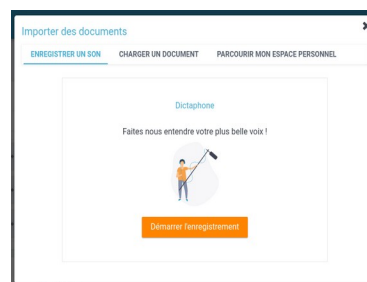 Importer des documents
ENREGISTRER UN SON CHARGER UN DOCUMENT PARCOURIR MON ESPACE PERSONNEL
Dictaphone
Faites nous entendre votre plus belle voix !
Démarrer l'enregistrement